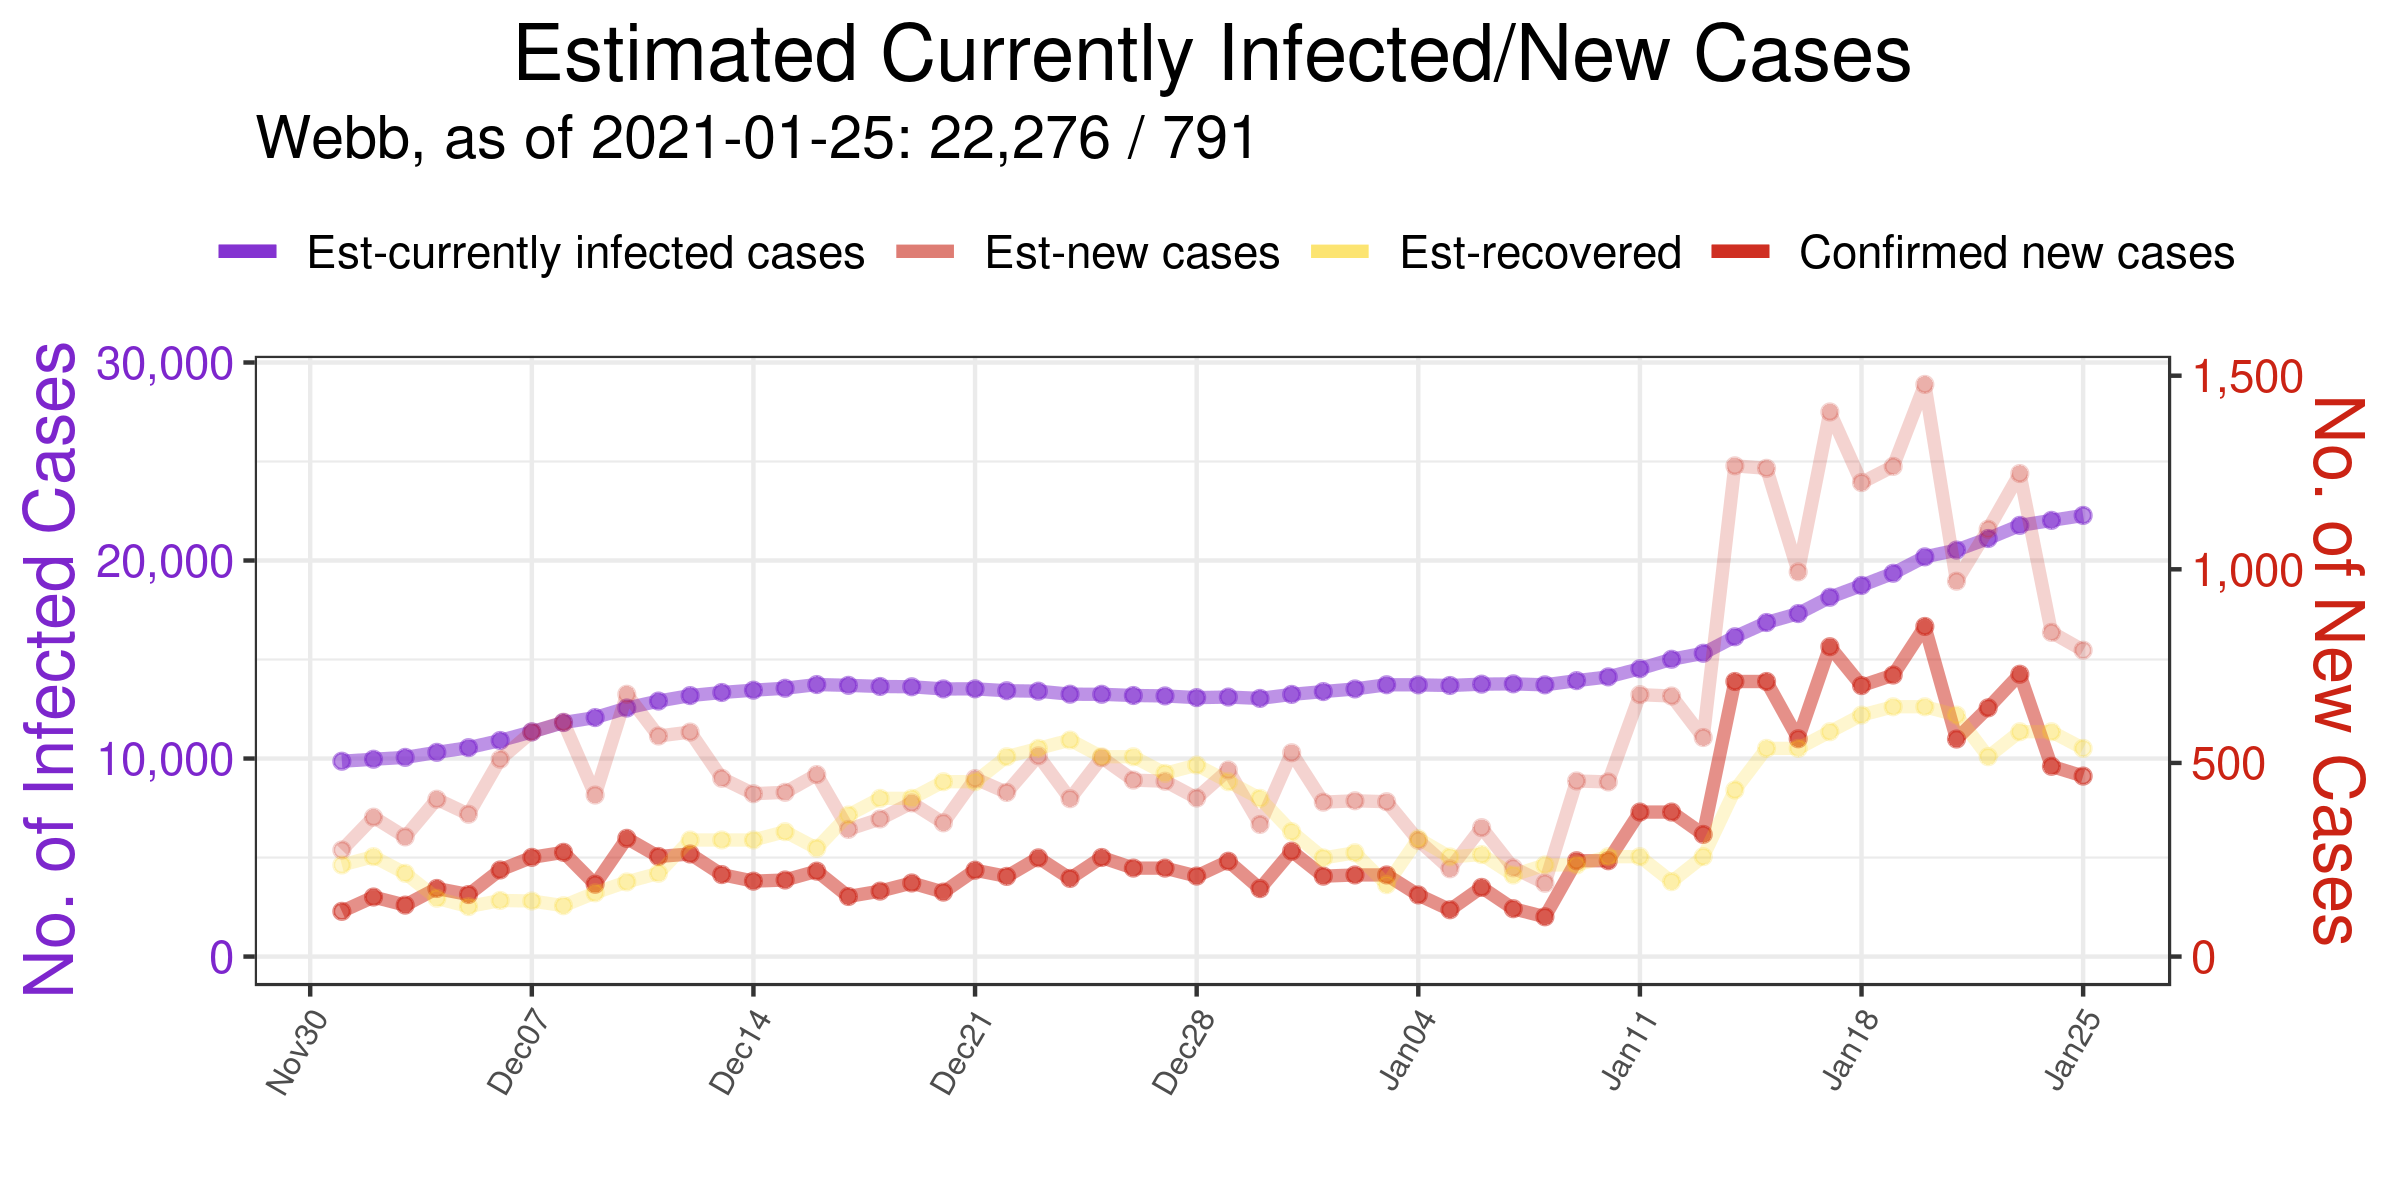 Estimated Currently Infected/New Cases
Webb, as of 2021-01-25: 22,276 / 791
Est-currently infected cases Est-new cases Est-recovered Confirmed new cases
No. of Infected Cases
30,000
20,000
10,000
0
1,500
1,000
500
0
No. of New Cases
Nov30 Dec07 Dec14 Dec21 Dec28 Jan04 Jan11 Jan18 Jan25